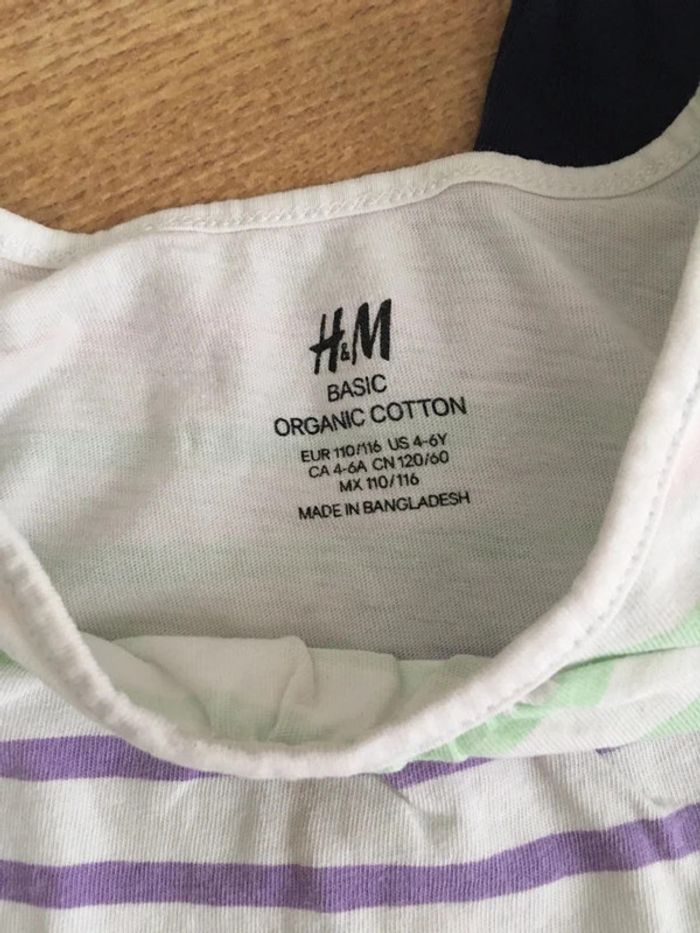 H&M
BASIC
ORGANIC COTTON
EUR 110/116 US 4-6Y
CA 4-6A CN 120/60
MX 110/116
MADE IN BANGLADESH